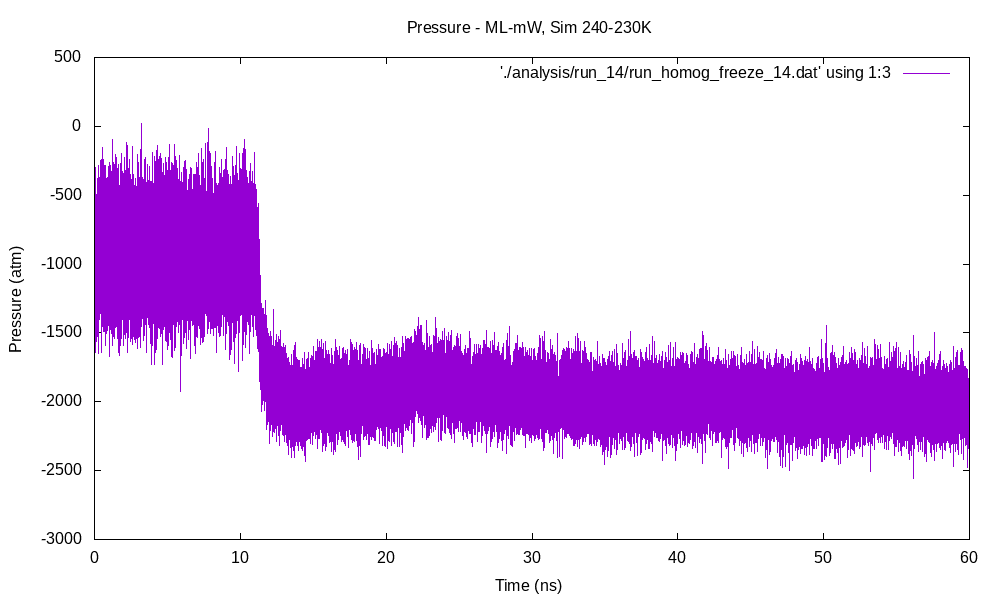 Pressure - ML-mW, Sim 240-230K
'./analysis/run_14/run_homog_freeze_14.dat' using 1:3
500
0
-500
-1000
-1500
-2000
-2500
-3000
Pressure (atm)
0 10 20 30 40 50 60
Time (ns)